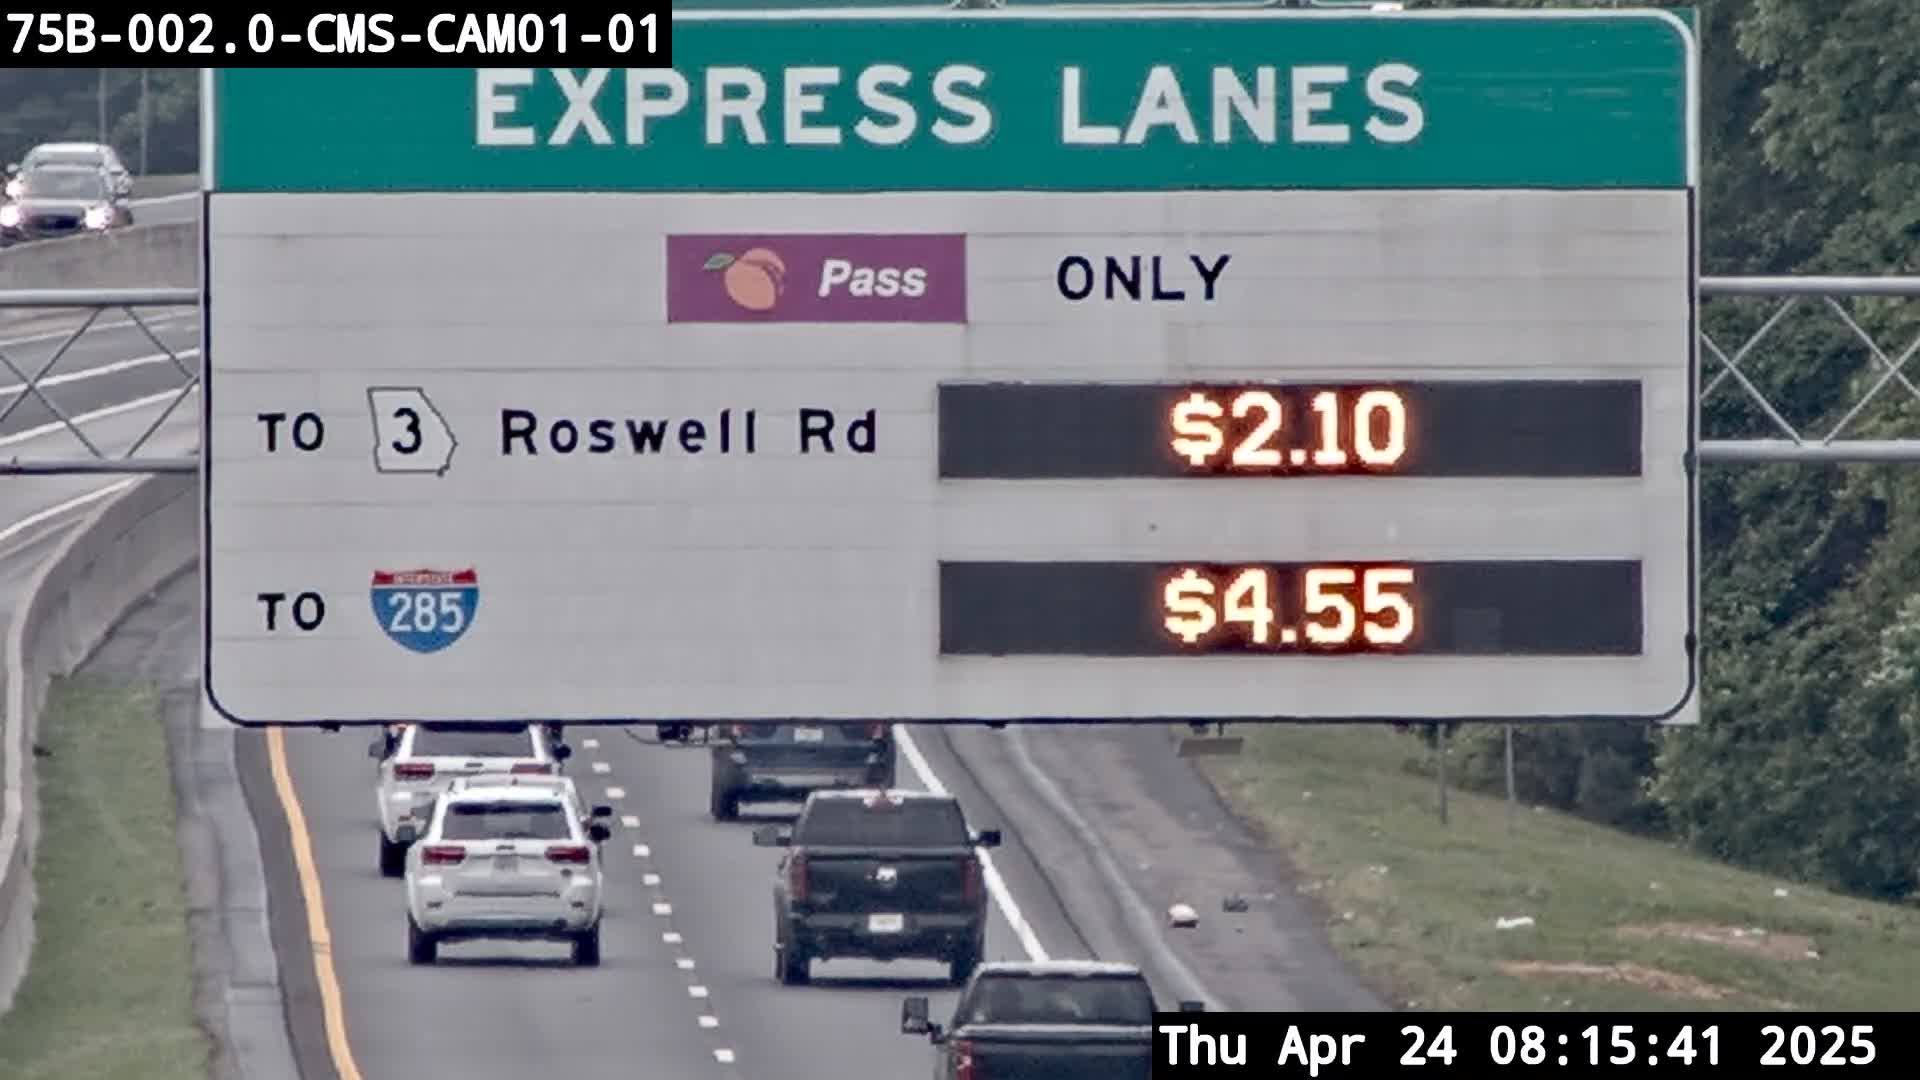 75B-002.0-CMS-CAM01-01
EXPRESS LANES
Pass ONLY
TO 3 Roswell Rd $2.10
TO 285 $4.55
Thu Apr 24 08:15:41 2025